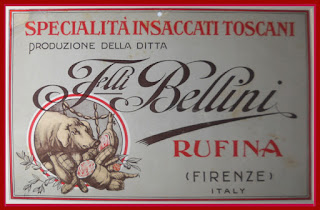 SPECIALITÀ INSACCATI TOSCANI
PRODUZIONE DELLA DITTA
F.lli Bellini
RUFINA
(FIRENZE)
ITALY